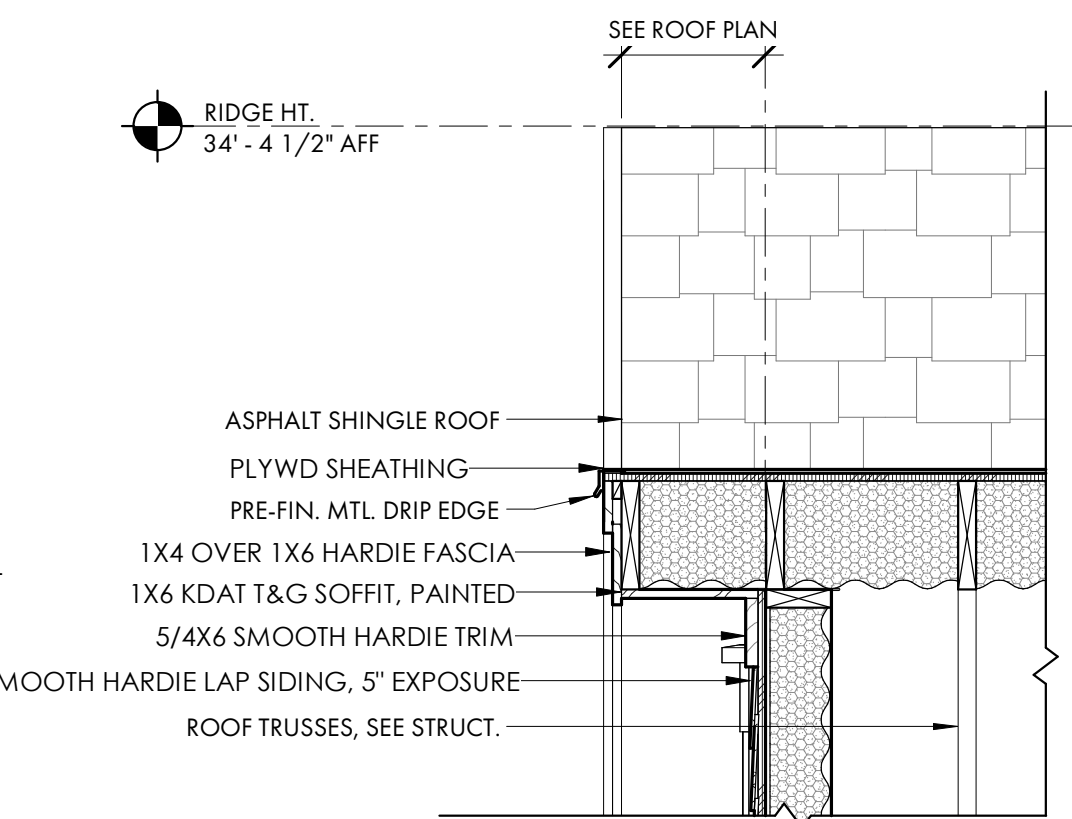 SEE ROOF PLAN
RIDGE HT.
34' - 4 1/2" AFF
ASPHALT SHINGLE ROOF
PLYWD SHEATHING
PRE-FIN. MTL. DRIP EDGE
1X4 OVER 1X6 HARDIE FASCIA
1X6 KDAT T&G SOFFIT, PAINTED
5/4X6 SMOOTH HARDIE TRIM
MOOTH HARDIE LAP SIDING, 5" EXPOSURE
ROOF TRUSSES, SEE STRUCT.